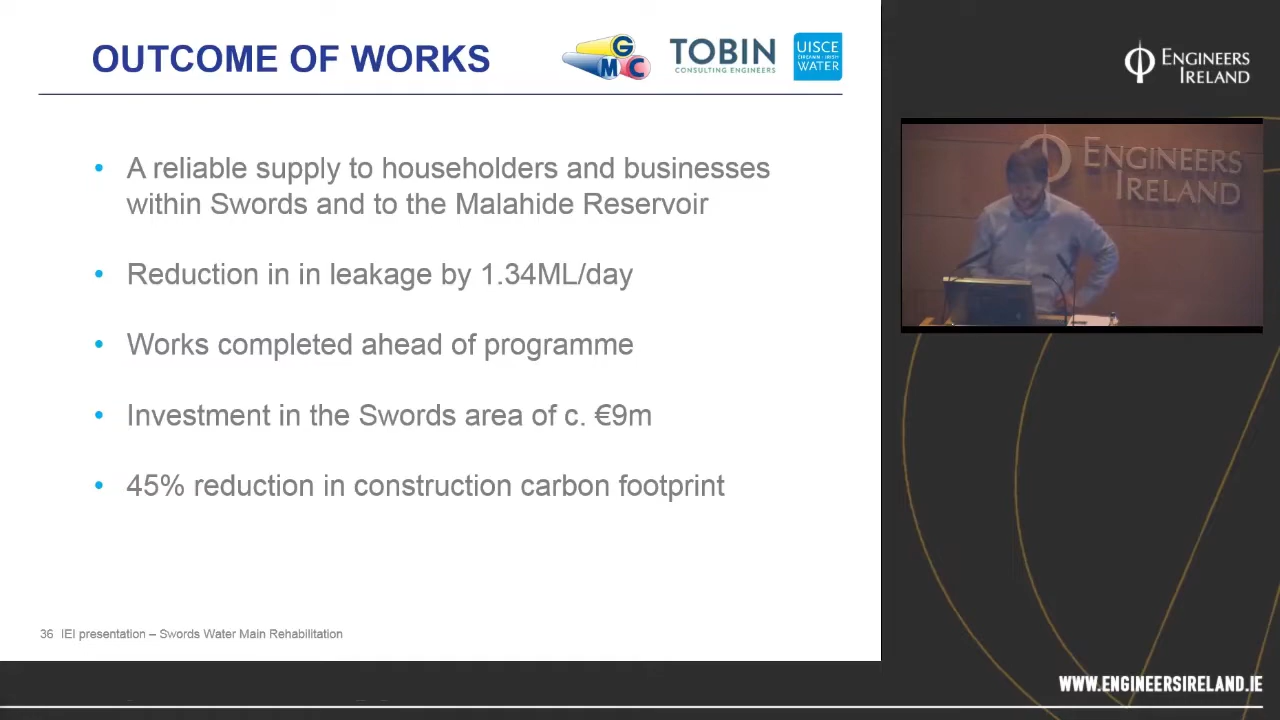 OUTCOME OF WORKS
GMC
TOBIN
CONSULTING ENGINEERS
UISCE
ÉIREANN : IRISH
WATER
ENGINEERS
IRELAND
• A reliable supply to householders and businesses
within Swords and to the Malahide Reservoir
• Reduction in in leakage by 1.34ML/day
• Works completed ahead of programme
• Investment in the Swords area of c. €9m
• 45% reduction in construction carbon footprint
ENGINEERS
IRELAND
36 IEI presentation – Swords Water Main Rehabilitation
WWW.ENGINEERSIRELAND.IE